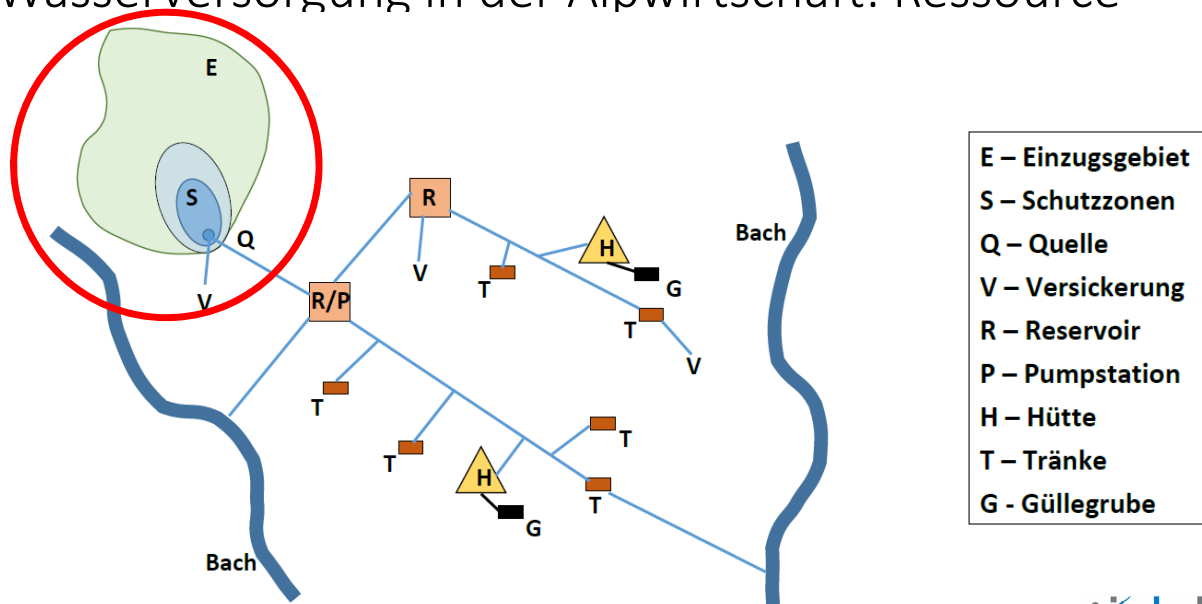 Wasserversorgung in der Alpwirtschaft: Ressource
E
S
Q
V
R/P
R
V
T
H
G
T
V
T
T
H
G
T
T
Bach
Bach
E – Einzugsgebiet
S – Schutzzonen
Q – Quelle
V – Versickerung
R – Reservoir
P – Pumpstation
H – Hütte
T – Tränke
G - Güllegrube